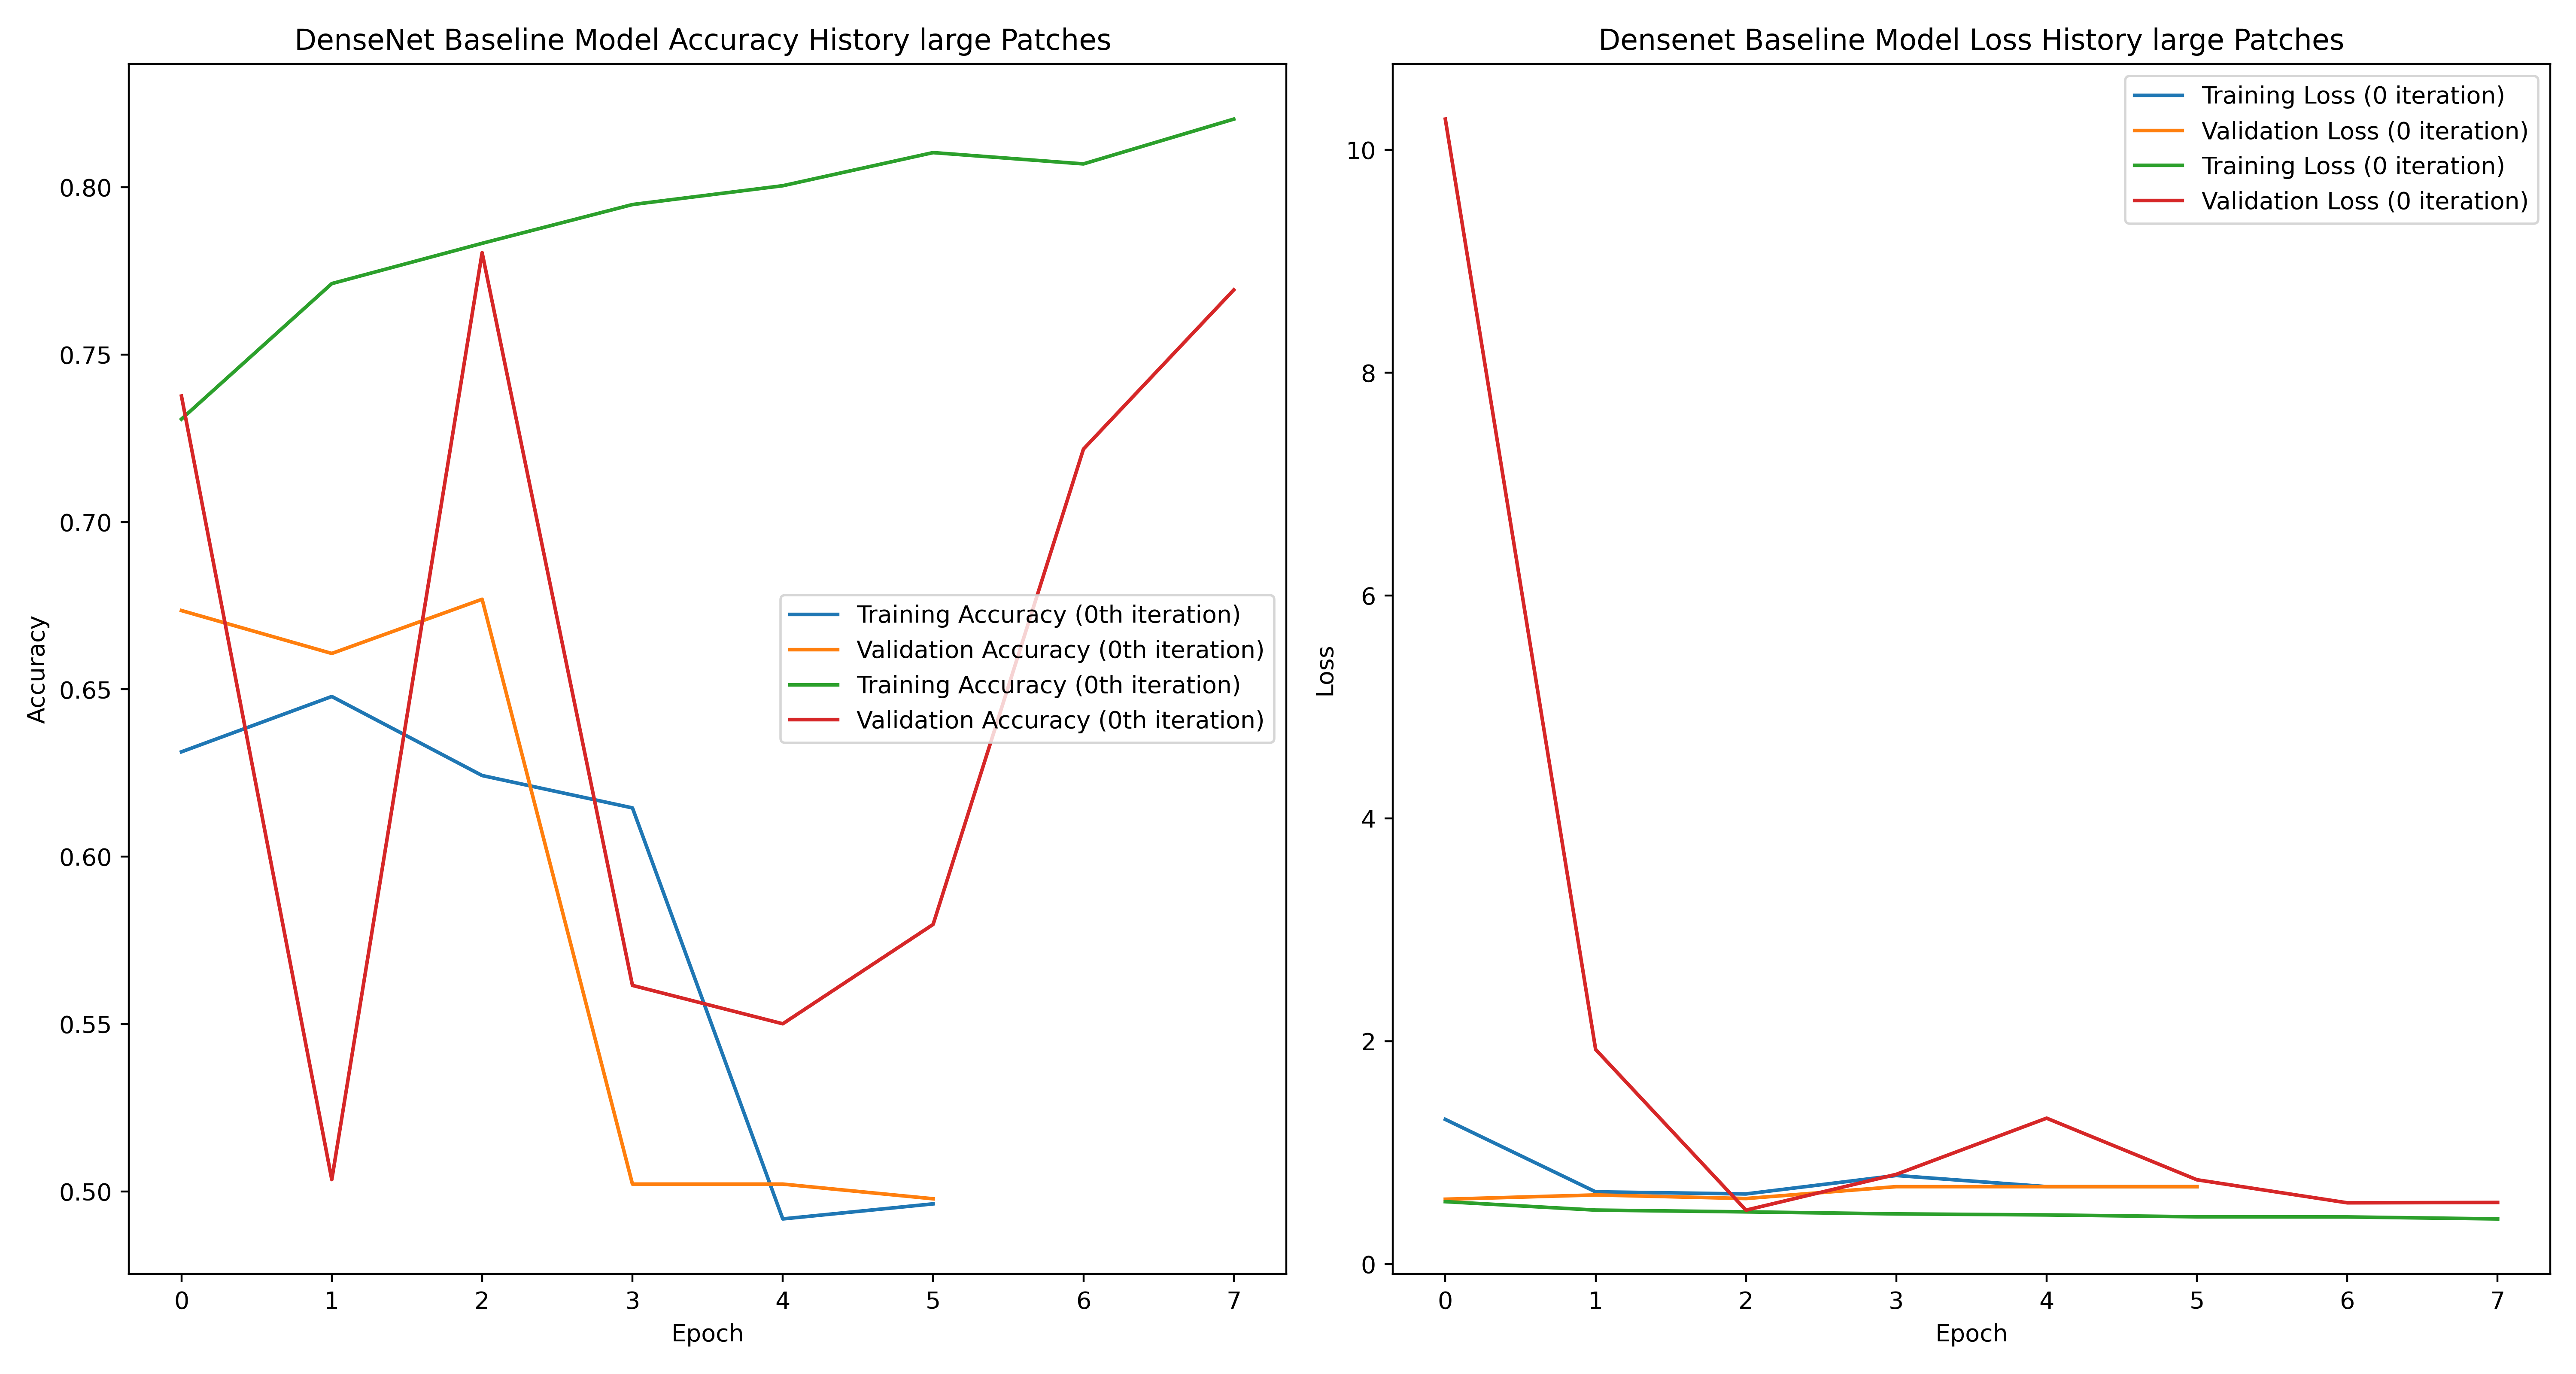 DenseNet Baseline Model Accuracy History large Patches
Accuracy
0.80
0.75
0.70
0.65
0.60
0.55
0.50
Training Accuracy (0th iteration)
Validation Accuracy (0th iteration)
Training Accuracy (0th iteration)
Validation Accuracy (0th iteration)
0 1 2 3 4 5 6 7
Epoch
Densenet Baseline Model Loss History large Patches
Loss
10
8
6
4
2
0
Training Loss (0 iteration)
Validation Loss (0 iteration)
Training Loss (0 iteration)
Validation Loss (0 iteration)
0 1 2 3 4 5 6 7
Epoch